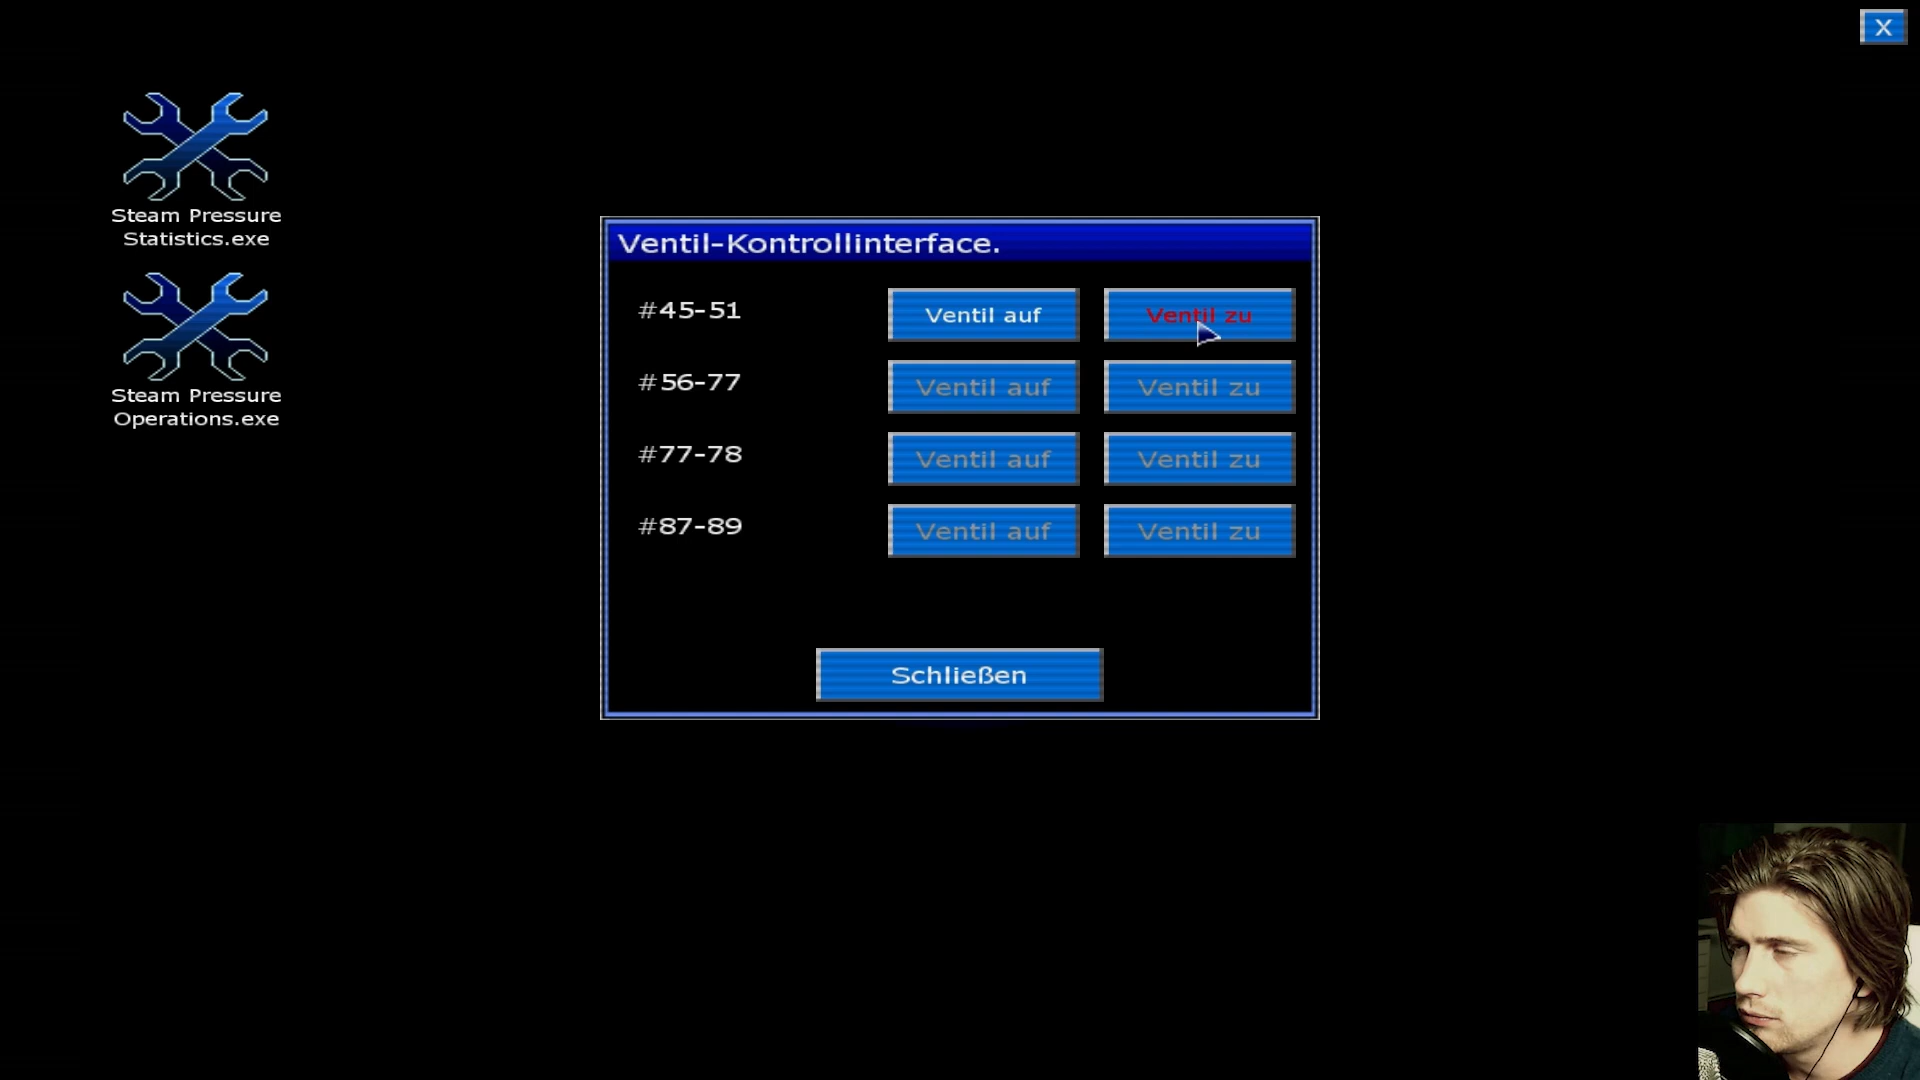 X
Steam Pressure
Statistics.exe
Steam Pressure
Operations.exe
Ventil-Kontrollinterface.
#45-51 Ventil auf Ventil zu
#56-77 Ventil auf Ventil zu
#77-78 Ventil auf Ventil zu
#87-89 Ventil auf Ventil zu
Schließen